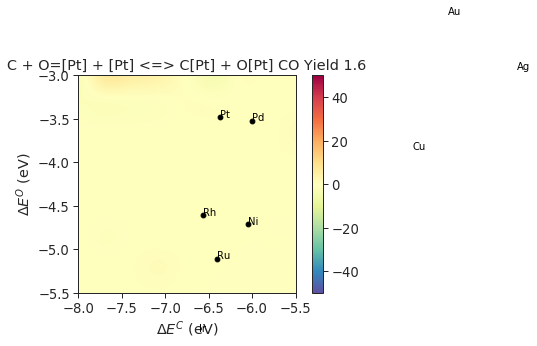 Au
C + O=[Pt] + [Pt] <=> C[Pt] + O[Pt] CO Yield 1.6
Ag
−3.0
40
Pt
Pd
−3.5
20
Cu
−4.0
ΔE^O (eV)
0
−4.5
Rh
Ni
−20
−5.0
Ru
−40
−5.5
−8.0 −7.5 −7.0 −6.5 −6.0 −5.5
ΔE^C (eV)
Ir